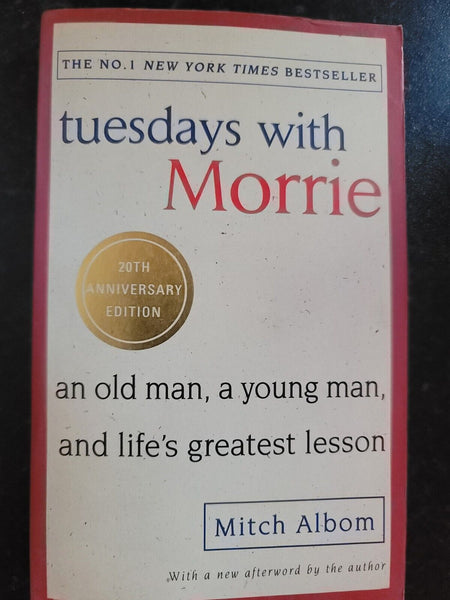 THE NO.1 NEW YORK TIMES BESTSELLER
tuesdays with
Morrie
20TH
ANNIVERSARY
EDITION
an old man, a young man,
and life's greatest lesson
Mitch Albom
With a new afterword by the author